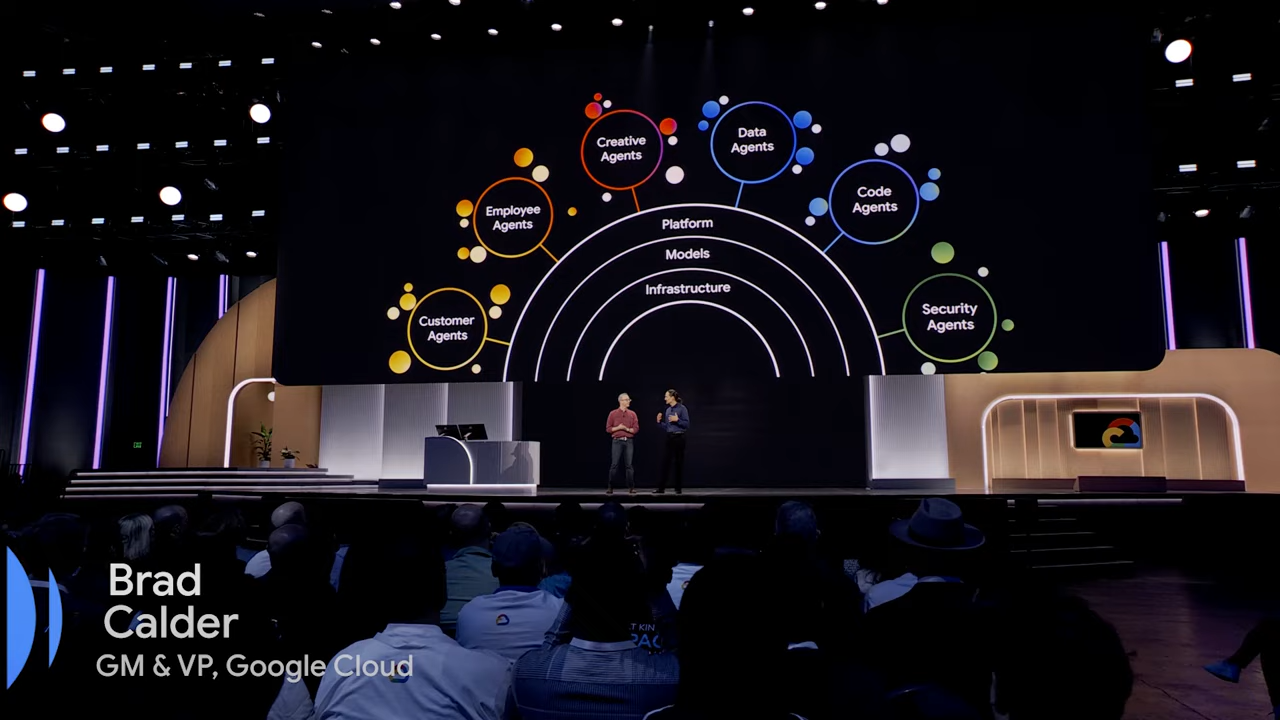 Creative
Agents
Data
Agents
Employee
Agents
Code
Agents
Platform
Models
Infrastructure
Customer
Agents
Security
Agents
Brad
Calder
GM & VP, Google Cloud